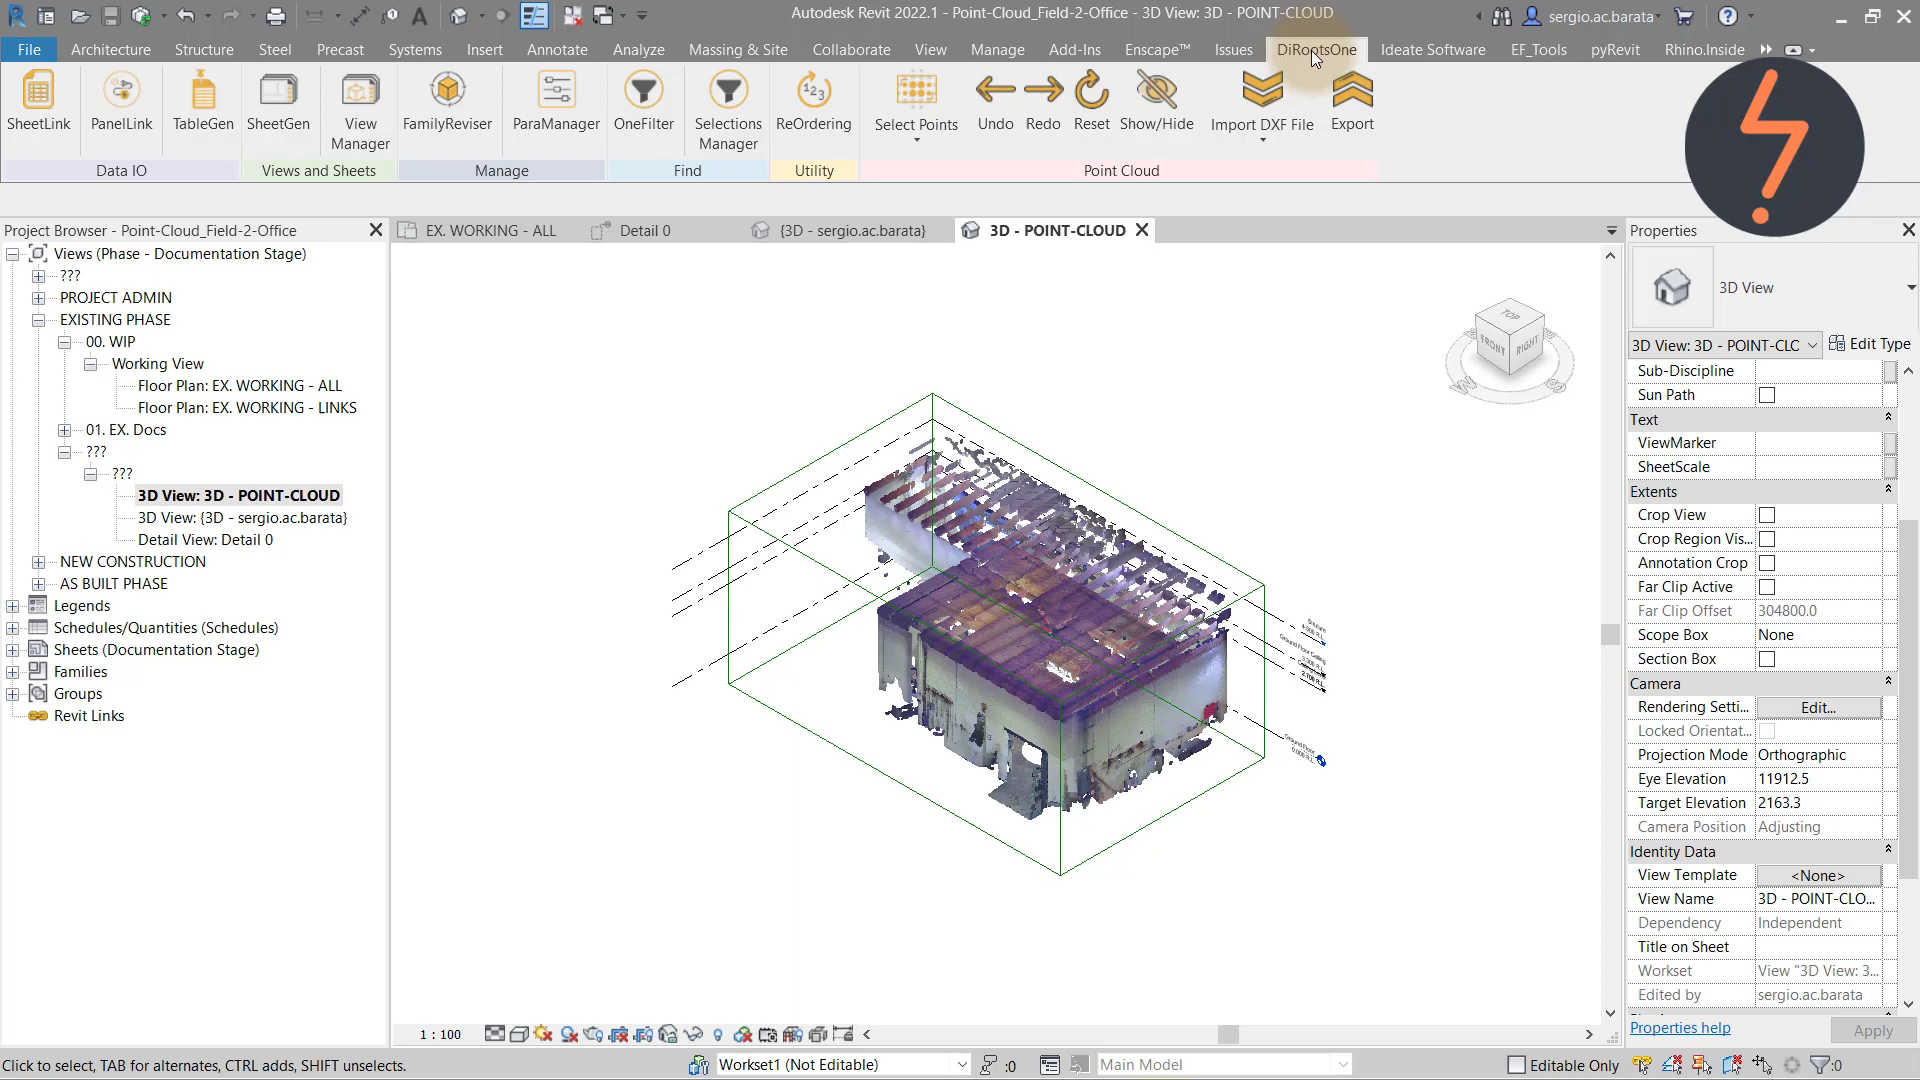 Autodesk Revit 2022.1 - Point-Cloud_Field-2-Office - 3D View: 3D - POINT-CLOUD
sergio.ac.barata
File Architecture Structure Steel Precast Systems Insert Annotate Analyze Massing & Site Collaborate View Manage Add-Ins Enscape™ Issues DiRootsOne Ideate Software EF_Tools pyRevit Rhino.Inside
SheetLink PanelLink TableGen SheetGen View Manager FamilyReviser ParaManager OneFilter Selections Manager ReOrdering Select Points Undo Redo Reset Show/Hide Import DXF File Export
Data IO Views and Sheets Manage Find Utility Point Cloud
Project Browser - Point-Cloud_Field-2-Office
EX. WORKING - ALL Detail 0 {3D - sergio.ac.barata} 3D - POINT-CLOUD
Views (Phase - Documentation Stage)
???
PROJECT ADMIN
EXISTING PHASE
00. WIP
Working View
Floor Plan: EX. WORKING - ALL
Floor Plan: EX. WORKING - LINKS
01. EX. Docs
???
???
3D View: 3D - POINT-CLOUD
3D View: {3D - sergio.ac.barata}
Detail View: Detail 0
NEW CONSTRUCTION
AS BUILT PHASE
Legends
Schedules/Quantities (Schedules)
Sheets (Documentation Stage)
Families
Groups
Revit Links
TOP
FRONT
RIGHT
W
S
Ground Floor Ceiling
Ground Floor
Properties
3D View
3D View: 3D - POINT-CLC Edit Type
Sub-Discipline
Sun Path
Text
ViewMarker
SheetScale
Extents
Crop View
Crop Region Vis...
Annotation Crop
Far Clip Active
Far Clip Offset 304800.0
Scope Box None
Section Box
Camera
Rendering Setti... Edit...
Locked Orientat...
Projection Mode Orthographic
Eye Elevation 11912.5
Target Elevation 2163.3
Camera Position Adjusting
Identity Data
View Template <None>
View Name 3D - POINT-CLO...
Dependency Independent
Title on Sheet
Workset View "3D View: 3...
Edited by sergio.ac.barata
Properties help Apply
1 : 100
Click to select, TAB for alternates, CTRL adds, SHIFT unselects.
Workset1 (Not Editable) :0 Main Model Editable Only :0